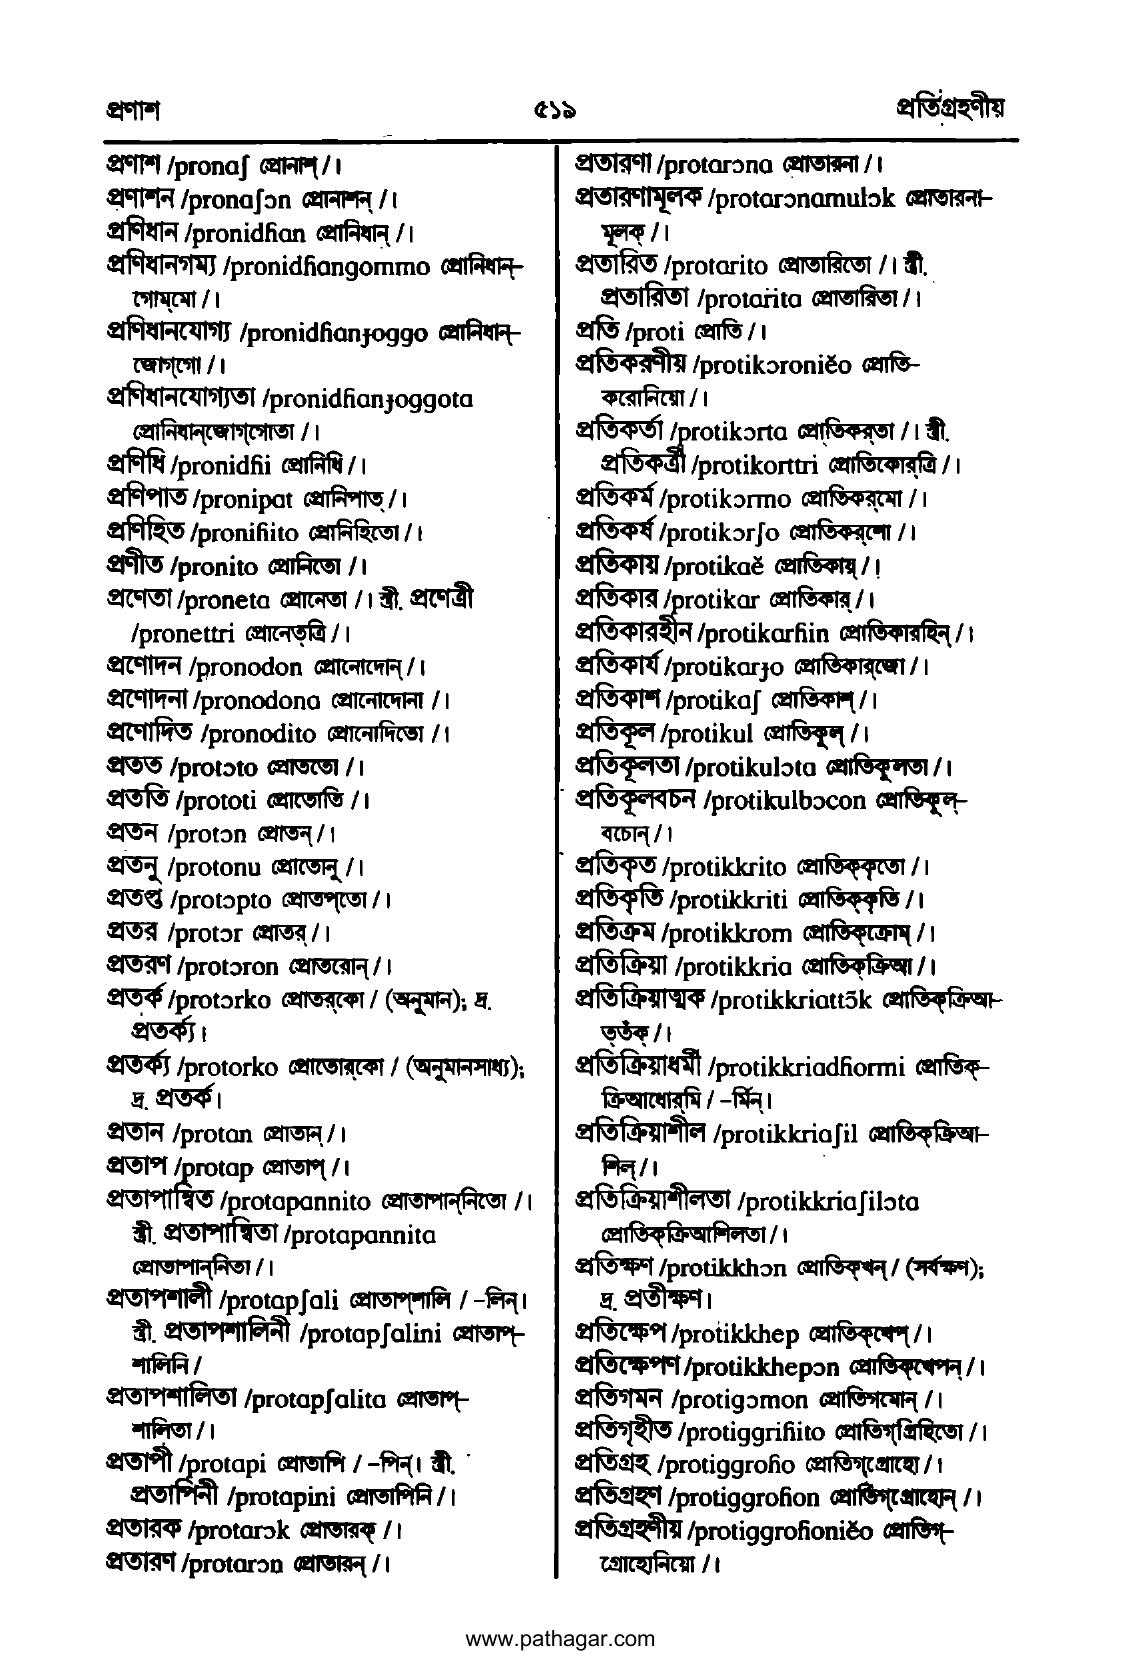 প্রণাশ
৫১৯
প্রতিগ্রহণীয়
প্রণাশ /pronaʃ প্রোনাশ্ /।
প্রণাশন /pronaʃɔn প্রোনাশন্ /।
প্রণিধান /pronidɦan প্রোনিধান্ /।
প্রণিধানগম্য /pronidɦangommo প্রোনিধান্–
গোম্‌মো /।
প্রণিধানযোগ্য /pronidɦanɟoggo প্রোনিধান্–
জোগ্‌গো /।
প্রণিধানযোগ্যতা /pronidɦanɟoggota
প্রোনিধান্‌জোগ্‌গোতা /।
প্রণিধি /pronidɦi প্রোনিধি /।
প্রণিপাত /pronipat প্রোনিপাত্ /।
প্রণিহিত /proniɦito প্রোনিহিতো /।
প্রণীত /pronito প্রোনিতো /।
প্রণেতা /proneta প্রোনেতা /। স্ত্রী. প্রণেত্রী
/pronettri প্রোনেত্‌ত্রি /।
প্রণোদন /pronodon প্রোনোদোন্ /।
প্রণোদনা /pronodona প্রোনোদোনা /।
প্রণোদিত /pronodito প্রোনোদিতো /।
প্রতত /protɔto প্রোততো /।
প্রততি /prototi প্রোতোতি /।
প্রতন /protɔn প্রোতন্ /।
প্রতনু /protonu প্রোতোনু /।
প্রতপ্ত /protɔpto প্রোতপ্‌তো /।
প্রতর /protɔr প্রোতর্ /।
প্রতরণ /protɔron প্রোতরোন্ /।
প্রতর্ক /protɔrko প্রোতর্‌কো / (অনুমান); দ্র.
প্রতর্ক্য।
প্রতর্ক্য /protorko প্রোতোর্‌কো / (অনুমানসাধ্য);
দ্র. প্রতর্ক।
প্রতান /protan প্রোতান্ /।
প্রতাপ /protap প্রোতাপ্ /।
প্রতাপান্বিত /protapannito প্রোতাপান্‌নিতো /।
স্ত্রী. প্রতাপান্বিতা /protapannita
প্রোতাপান্‌নিতা /।
প্রতাপশালী /protapʃali প্রোতাপ্‌শালি / –লিন্।
স্ত্রী. প্রতাপশালিনী /protapʃalini প্রোতাপ্–
শালিনি /
প্রতাপশালিতা /protapʃalita প্রোতাপ্–
শালিতা /।
প্রতাপী /protapi প্রোতাপি / –পিন্। স্ত্রী.
প্রতাপিনী /protapini প্রোতাপিনি /।
প্রতারক /protarɔk প্রোতারক্ /।
প্রতারণ /protarɔn প্রোতারন্ /।
প্রতারণা /protarɔna প্রোতারনা /।
প্রতারণামূলক /protarɔnamulɔk প্রোতারনা–
মূলক্ /।
প্রতারিত /protarito প্রোতারিতো /। স্ত্রী.
প্রতারিতা /protarita প্রোতারিতা /।
প্রতি /proti প্রোতি /।
প্রতিকরণীয় /protikɔroniĕo প্রোতি–
করোনিয়ো /।
প্রতিকর্তা /protikɔrta প্রোতিকর্‌তা /। স্ত্রী.
প্রতিকর্ত্রী /protikorttri প্রোতিকোর্‌ত্রি /।
প্রতিকর্ম /protikɔrmo প্রোতিকর্‌মো /।
প্রতিকর্ষ /protikɔrʃo প্রোতিকর্‌শো /।
প্রতিকায় /protikaĕ প্রোতিকায়্ /।
প্রতিকার /protikar প্রোতিকার্ /।
প্রতিকারহীন /protikarɦin প্রোতিকারহিন্ /।
প্রতিকার্য /protikarɟo প্রোতিকার্‌জো /।
প্রতিকাশ /protikaʃ প্রোতিকাশ্ /।
প্রতিকূল /protikul প্রোতিকুল্ /।
প্রতিকূলতা /protikulɔta প্রোতিকুলতা /।
প্রতিকূলবচন /protikulbɔcon প্রোতিকুল্–
বচোন্ /।
প্রতিকৃত /protikkrito প্রোতিক্‌কৃতো /।
প্রতিকৃতি /protikkriti প্রোতিক্‌কৃতি /।
প্রতিক্রম /protikkrom প্রোতিক্‌ক্রোম্ /।
প্রতিক্রিয়া /protikkria প্রোতিক্‌ক্রিআ /।
প্রতিক্রিয়াত্মক /protikkriattɔ̃k প্রোতিক্‌ক্রিআ–
ত্‌তঁক্ /।
প্রতিক্রিয়াধর্মী /protikkriadɦormi প্রোতিক্–
ক্রিআধোর্‌মি / –র্মিন্।
প্রতিক্রিয়াশীল /protikkriaʃil প্রোতিক্‌ক্রিআ–
শিল্ /।
প্রতিক্রিয়াশীলতা /protikkriaʃilɔta
প্রোতিক্‌ক্রিআশিলতা /।
প্রতিক্ষণ /protikkhɔn প্রোতিক্‌খন্ / (সর্বক্ষণ);
দ্র. প্রতীক্ষণ।
প্রতিক্ষেপ /protikkhep প্রোতিক্‌খেপ্ /।
প্রতিক্ষেপণ /protikkhepɔn প্রোতিক্‌খেপন্ /।
প্রতিগমন /protigɔmon প্রোতিগমোন্ /।
প্রতিগৃহীত /protiggriɦito প্রোতিগ্‌গ্রিহিতো /।
প্রতিগ্রহ /protiggroɦo প্রোতিগ্‌গ্রোহো /।
প্রতিগ্রহণ /protiggroɦon প্রোতিগ্‌গ্রোহোন্ /।
প্রতিগ্রহণীয় /protiggroɦoniĕo প্রোতিগ্–
গ্রোহোনিয়ো /।
www.pathagar.com